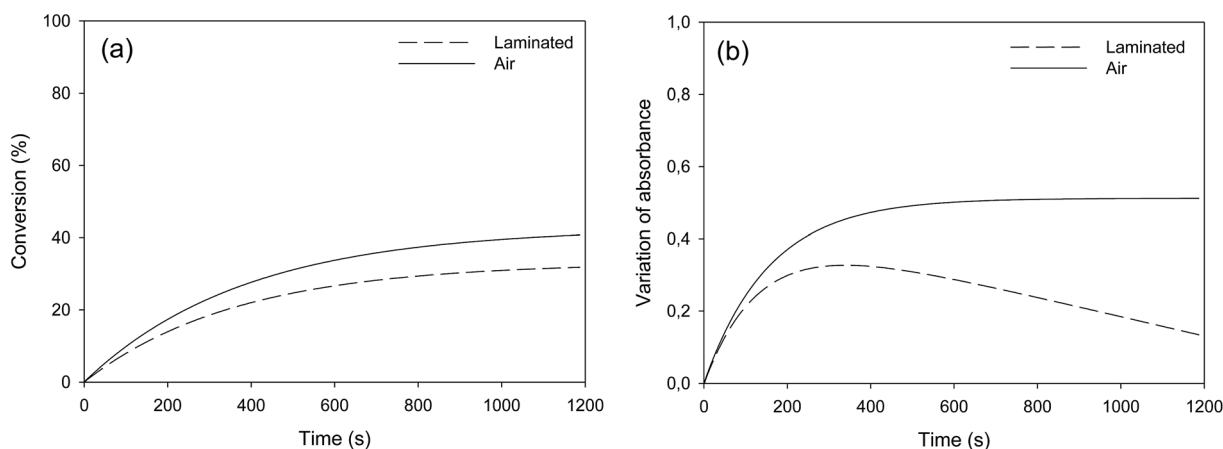 (a)
Laminated
Air
Conversion (%)
100
80
60
40
20
0
0 200 400 600 800 1000 1200
Time (s)
(b)
Laminated
Air
Variation of absorbance
1,0
0,8
0,6
0,4
0,2
0,0
0 200 400 600 800 1000 1200
Time (s)